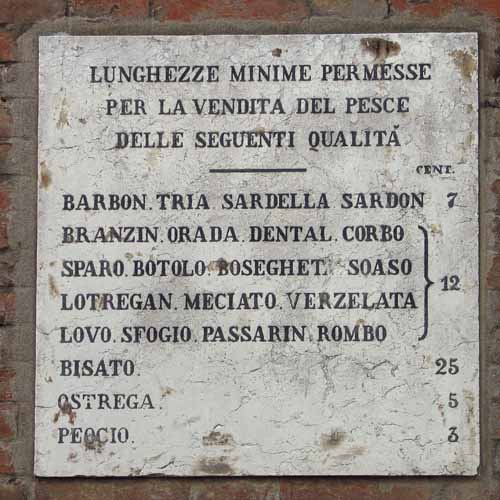 LUNGHEZZE MINIME PERMESSE
PER LA VENDITA DEL PESCE
DELLE SEGUENTI QUALITÁ
CENT.
BARBON. TRIA SARDELLA SARDON 7
BRANZIN. ORADA. DENTAL. CORBO
SPARO. BOTOLO. BOSEGHET. SOASO
12
LOTREGAN. MECIATO. VERZELATA
LOVO. SFOGIO. PASSARIN. ROMBO
BISATO. 25
OSTREGA. 5
PEOCIO. 3